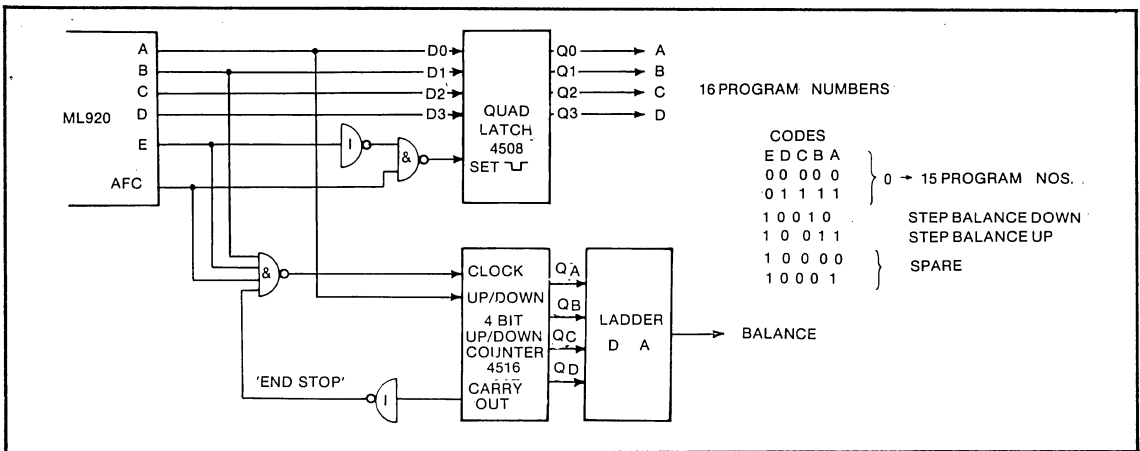 ML920
A
B
C
D
E
AFC
D0
D1
D2
D3
QUAD
LATCH
4508
SET
Q0
Q1
Q2
Q3
A
B
C
D
16 PROGRAM NUMBERS
I
&
CODES
E D C B A
0 0 0 0 0
0 1 1 1 1
0 → 15 PROGRAM NOS.
1 0 0 1 0 STEP BALANCE DOWN
1 0 0 1 1 STEP BALANCE UP
1 0 0 0 0
1 0 0 0 1
SPARE
&
CLOCK
UP/DOWN
4 BIT
UP/DOWN
COUNTER
4516
CARRY
OUT
QA
QB
QC
QD
LADDER
D A
BALANCE
'END STOP'
I